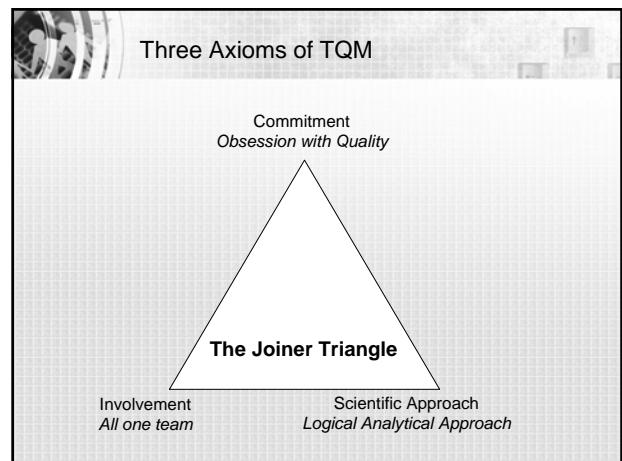 Three Axioms of TQM
Commitment
Obsession with Quality
The Joiner Triangle
Involvement
All one team
Scientific Approach
Logical Analytical Approach